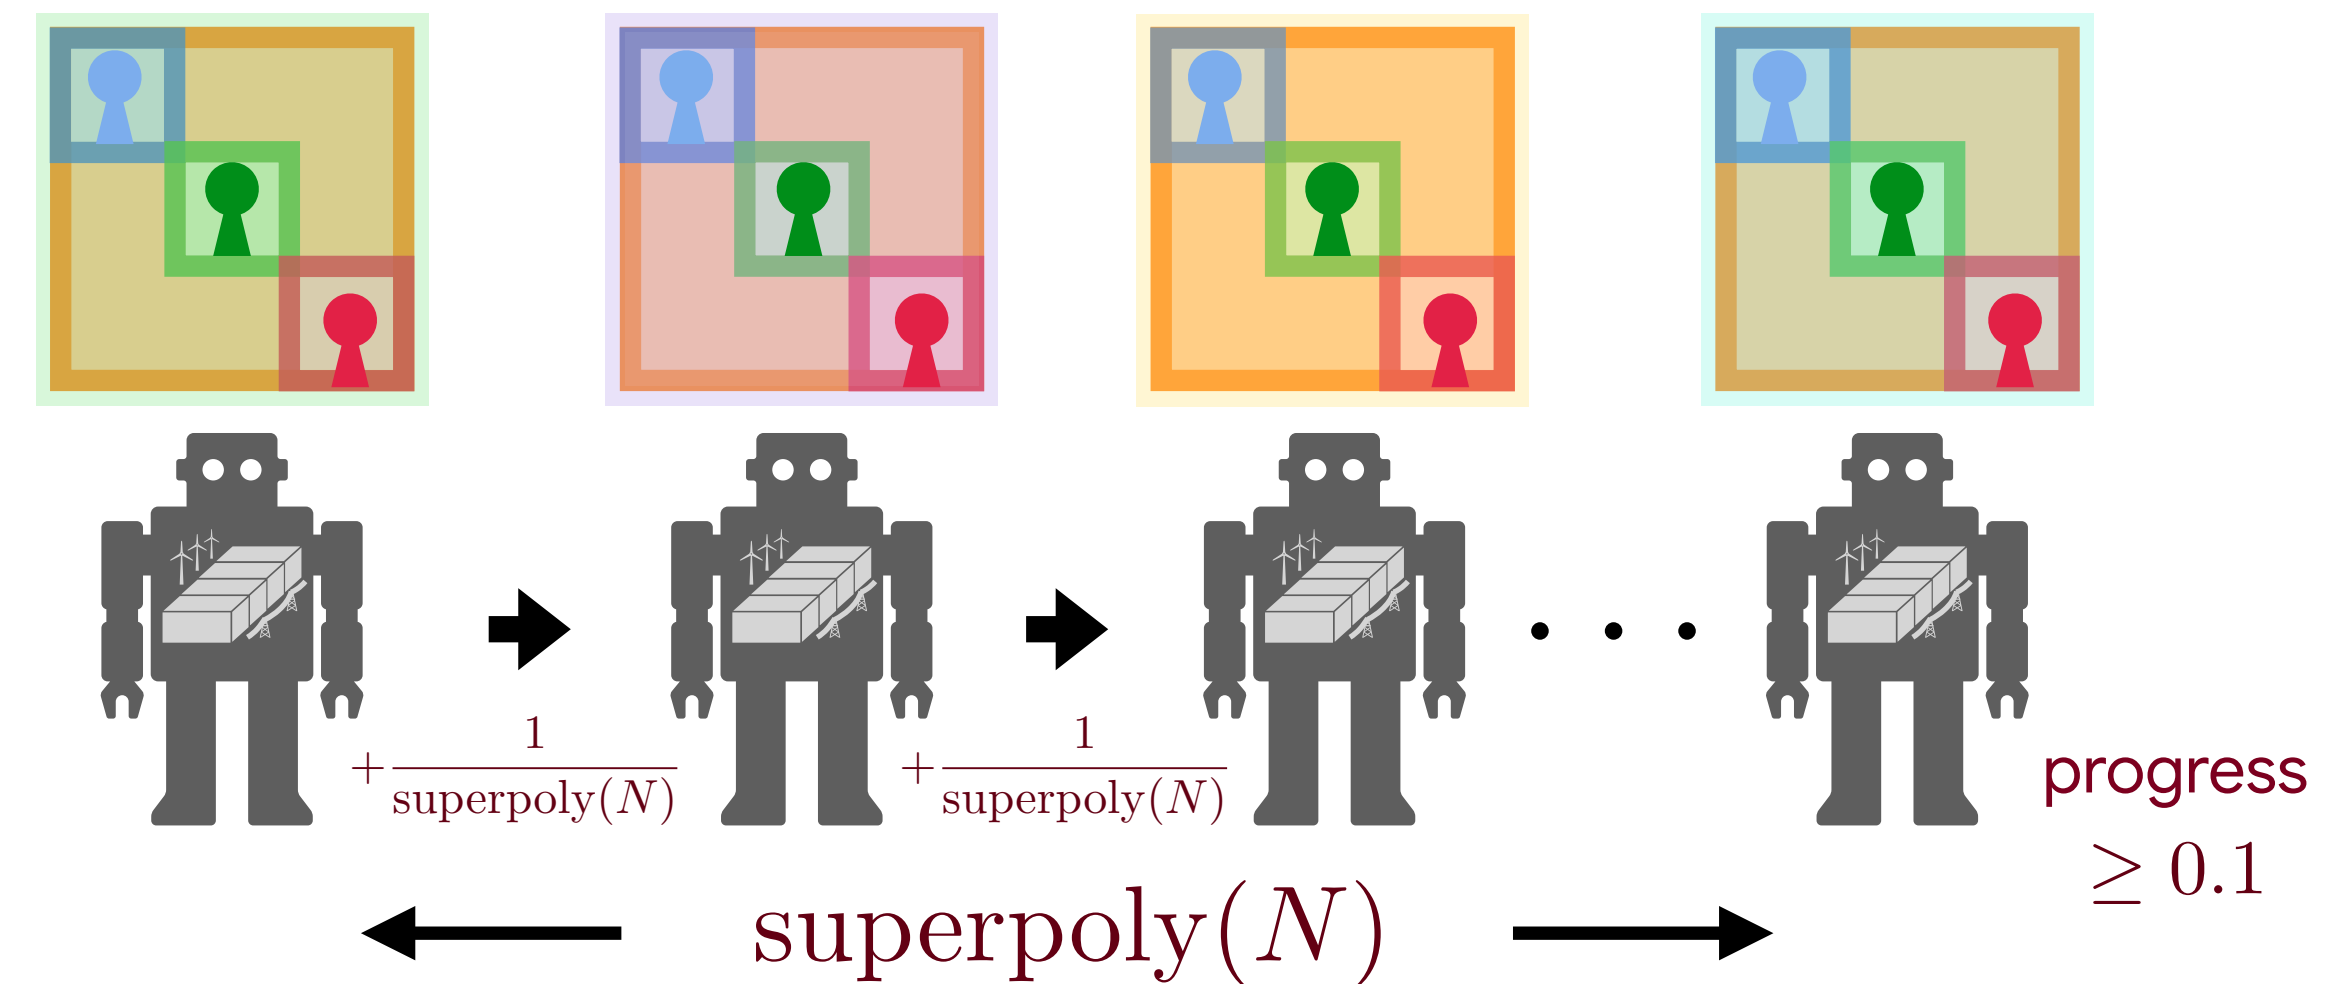 + 1/superpoly(N) + 1/superpoly(N)
progress
≥ 0.1
superpoly(N)